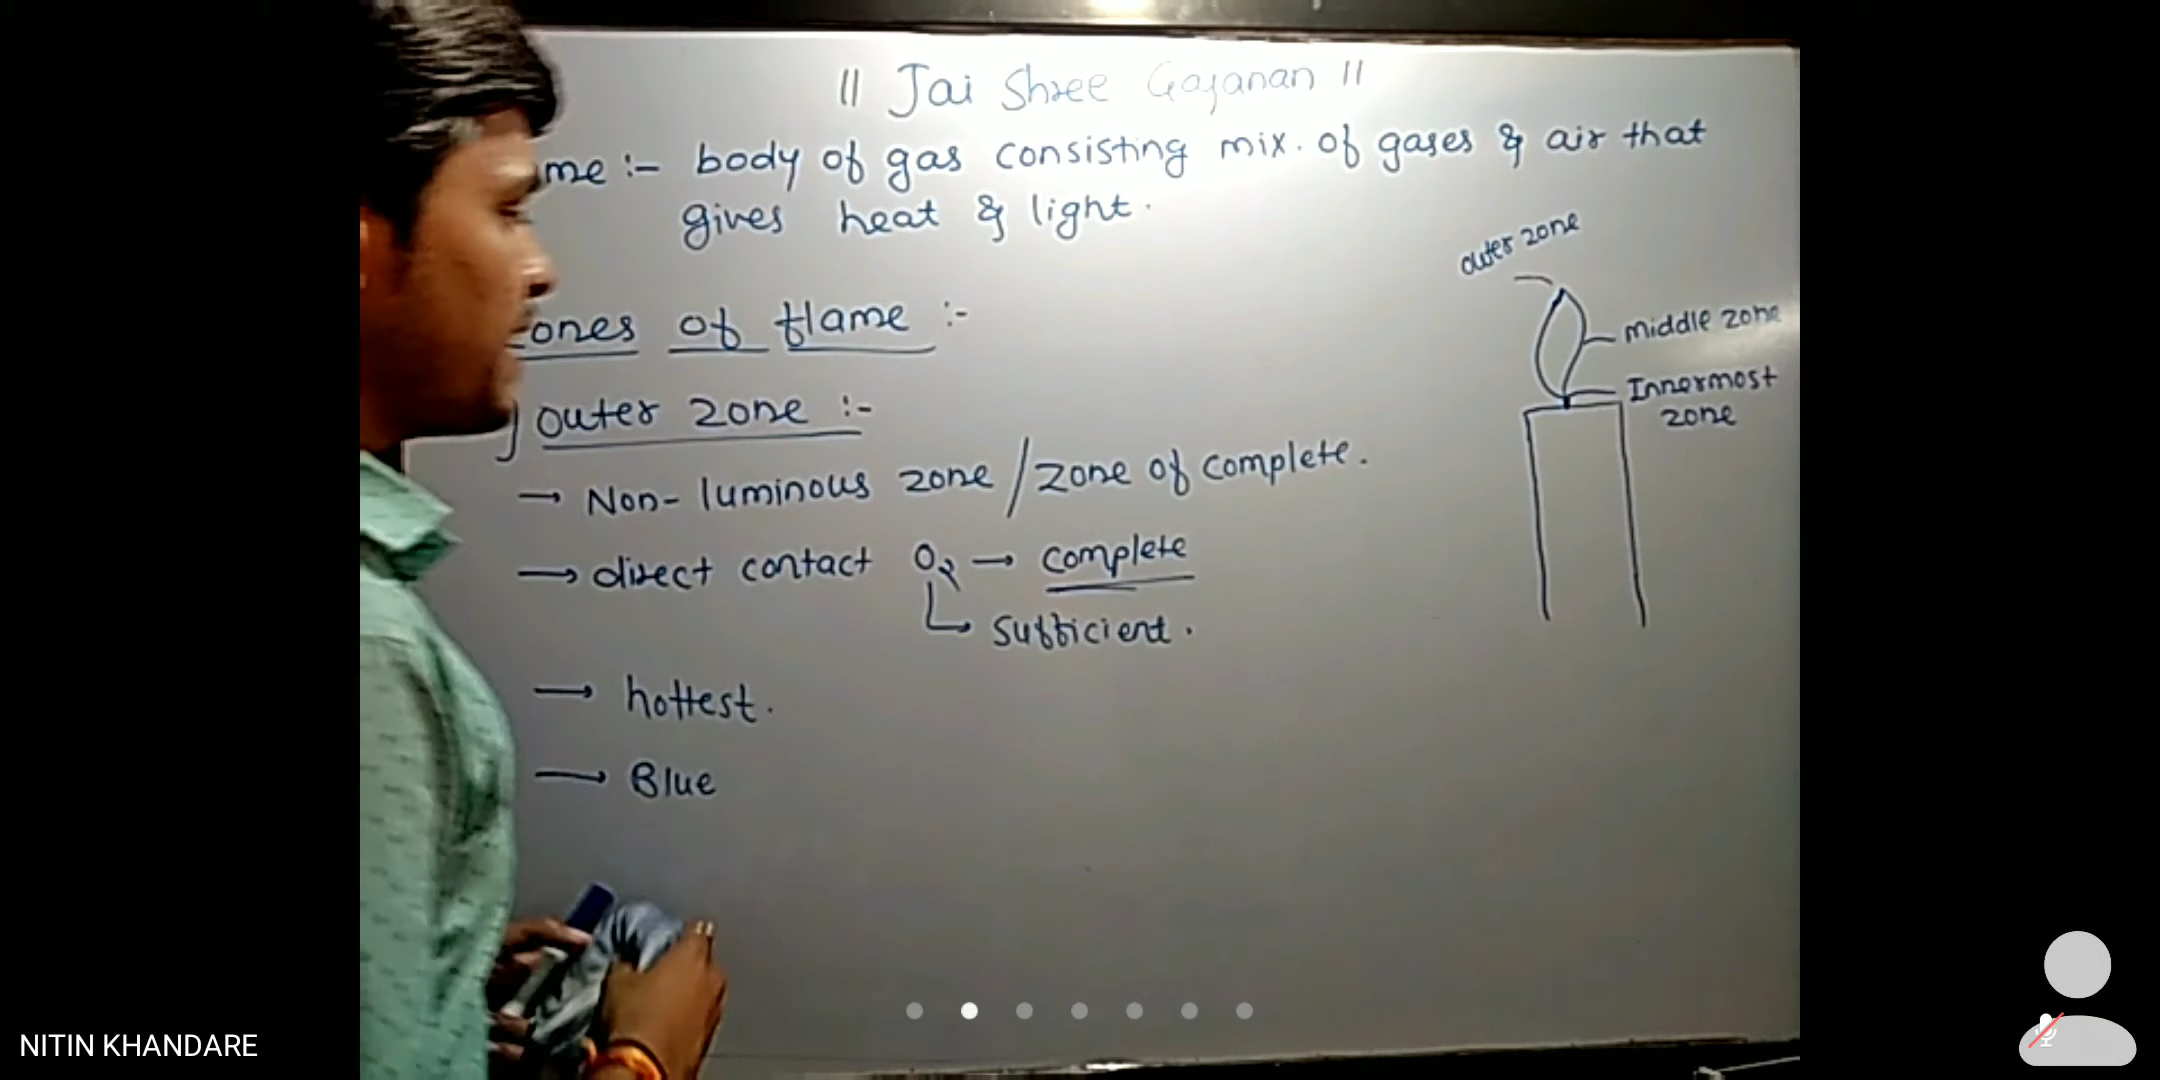 || Jai Shree Gajanan ||
me :- body of gas consisting mix. of gases & air that
gives heat & light.
ones of flame :-
outer zone
middle zone
Innermost
zone
) outer zone :-
→ Non-luminous zone / zone of complete.
→ direct contact O2 → complete
↳ sufficient.
→ hottest.
→ Blue
NITIN KHANDARE